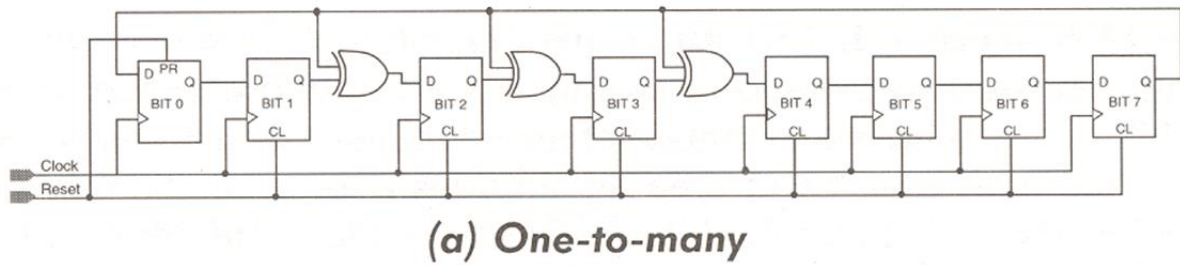 D PR Q D Q D Q D Q D Q D Q D Q D Q
BIT 0 BIT 1 BIT 2 BIT 3 BIT 4 BIT 5 BIT 6 BIT 7
CL CL CL CL CL CL CL
Clock
Reset
(a) One-to-many